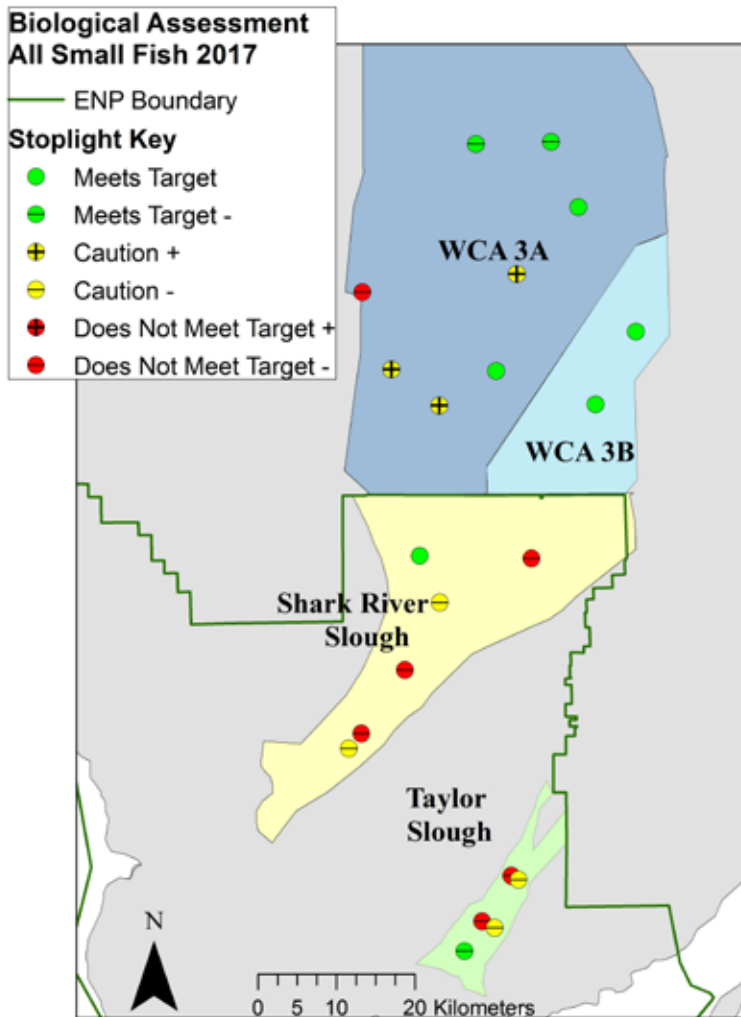 Biological Assessment
All Small Fish 2017
ENP Boundary
Stoplight Key
Meets Target
Meets Target -
Caution +
Caution -
Does Not Meet Target +
Does Not Meet Target -
WCA 3A
WCA 3B
Shark River
Slough
Taylor
Slough
N
0 5 10 20 Kilometers